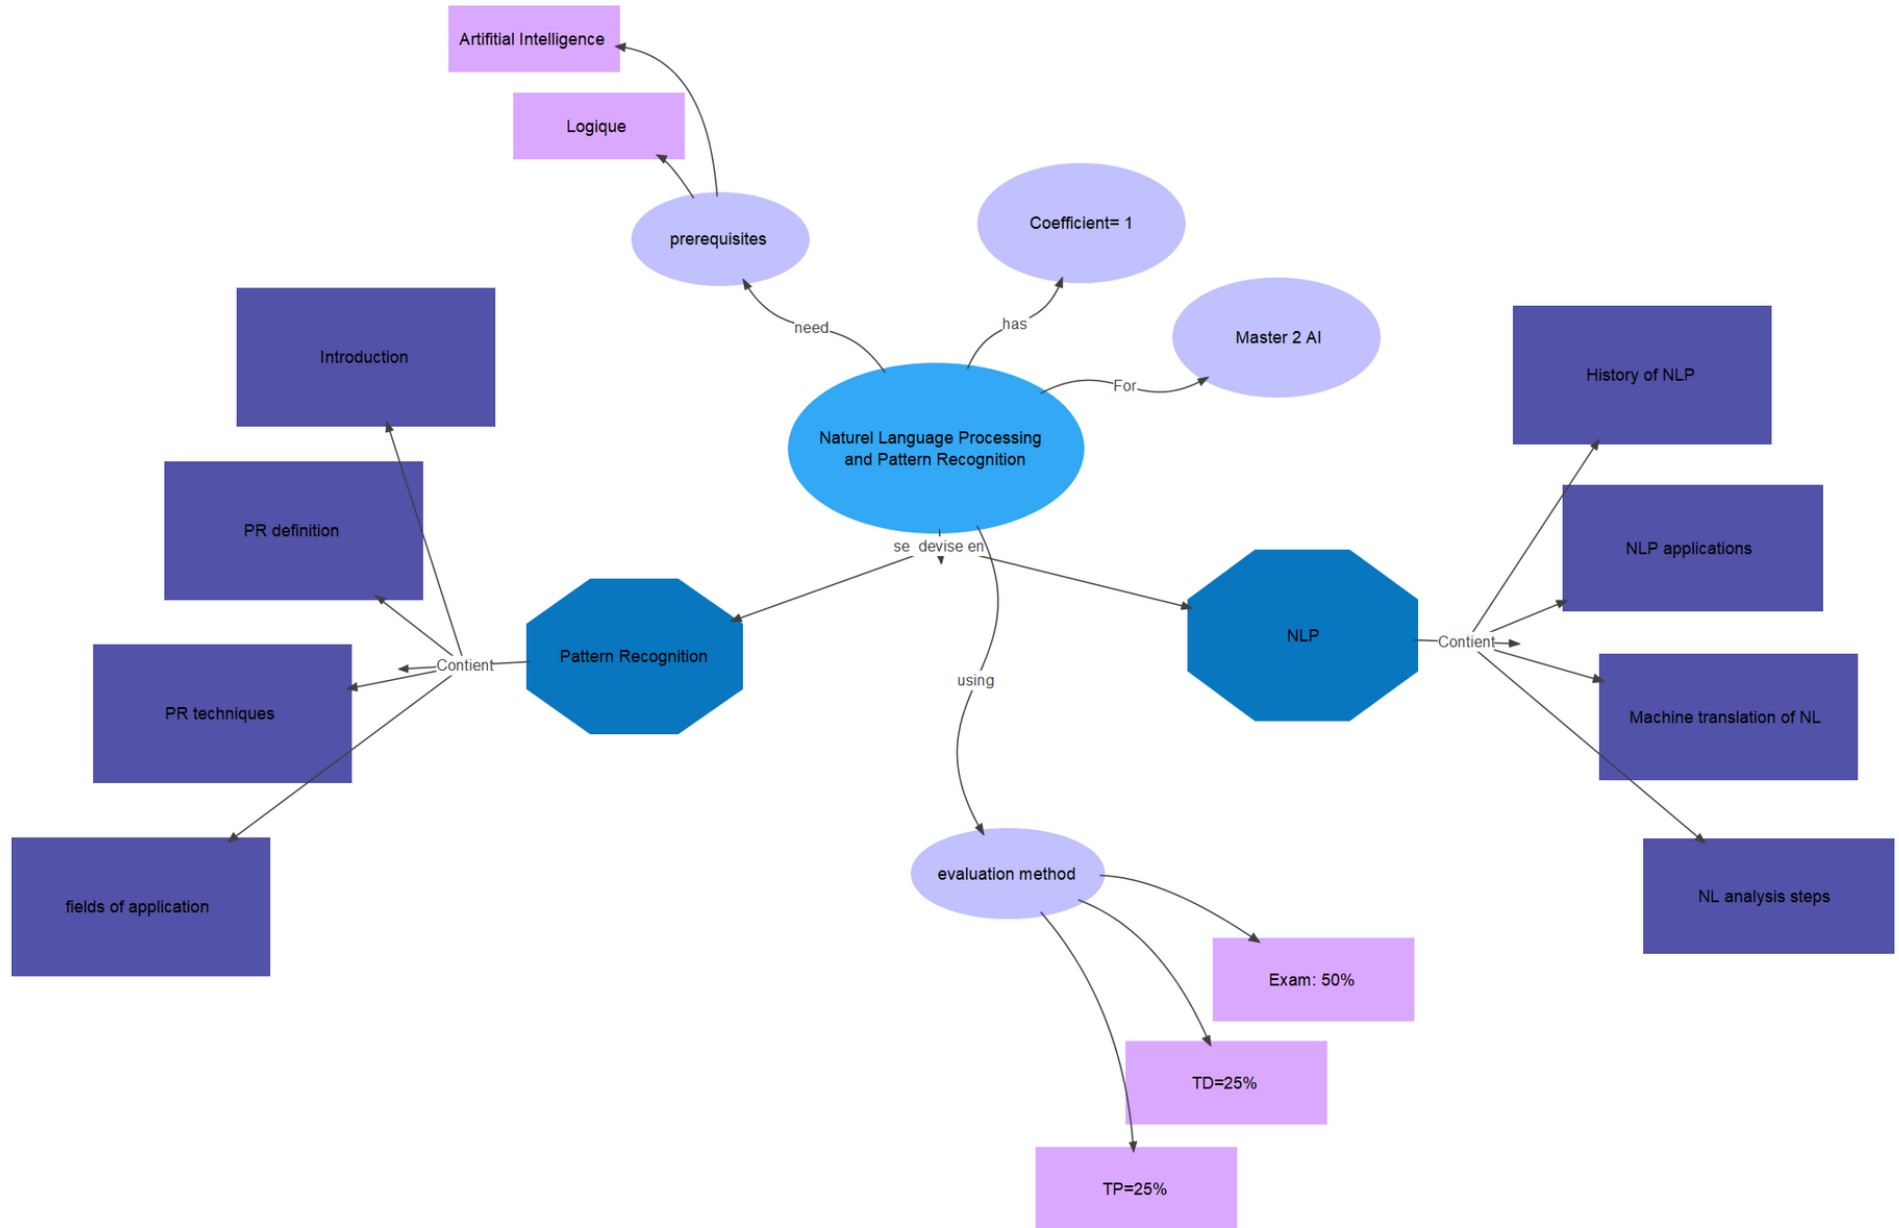 Artifitial Intelligence
Logique
prerequisites
Coefficient= 1
Master 2 AI
need
has
For
Introduction
History of NLP
Naturel Language Processing
and Pattern Recognition
PR definition
se  devise en
NLP applications
Pattern Recognition
NLP
Contient
Contient
using
PR techniques
Machine translation of NL
fields of application
evaluation method
NL analysis steps
Exam: 50%
TD=25%
TP=25%